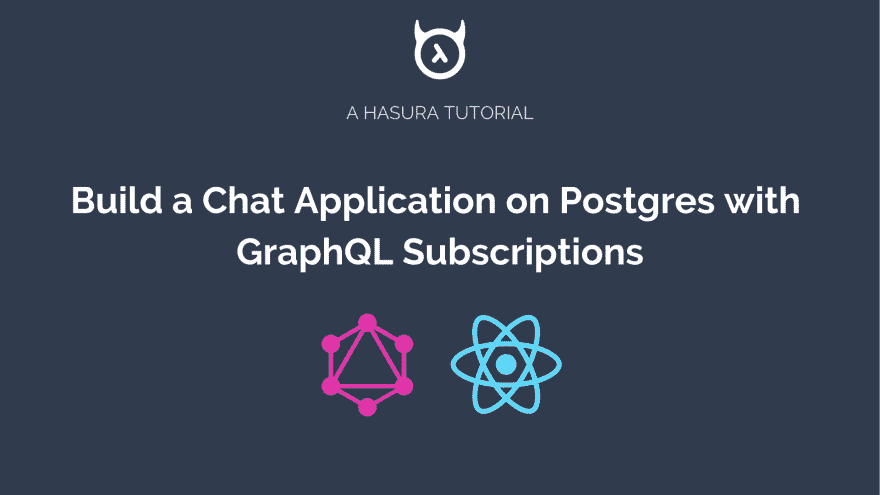 A HASURA TUTORIAL
Build a Chat Application on Postgres with
GraphQL Subscriptions